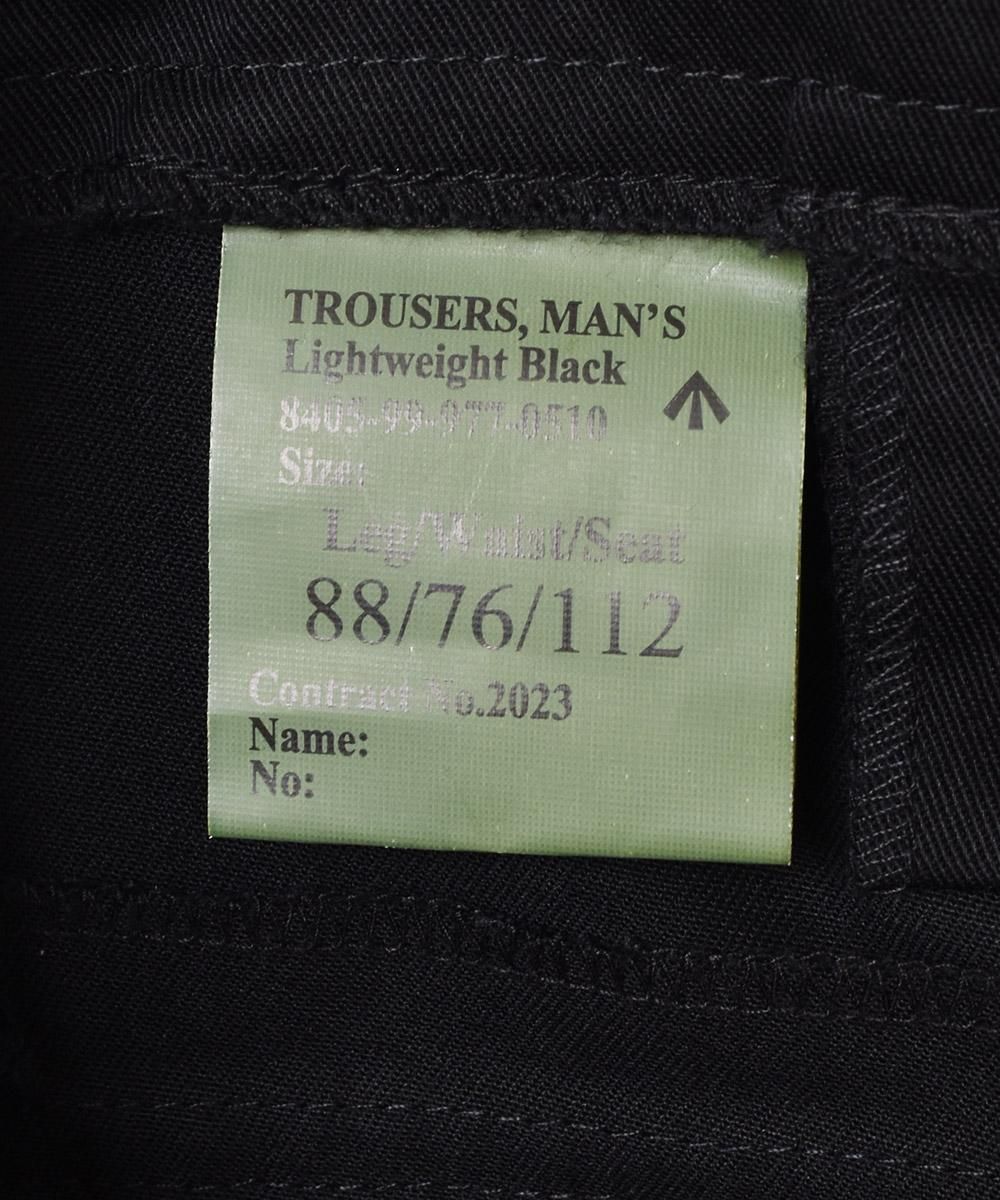 TROUSERS, MAN'S
Lightweight Black
8405-99-977-0510
Size:
Leg/Waist/Seat
88/76/112
Contract No.2023
Name:
No: